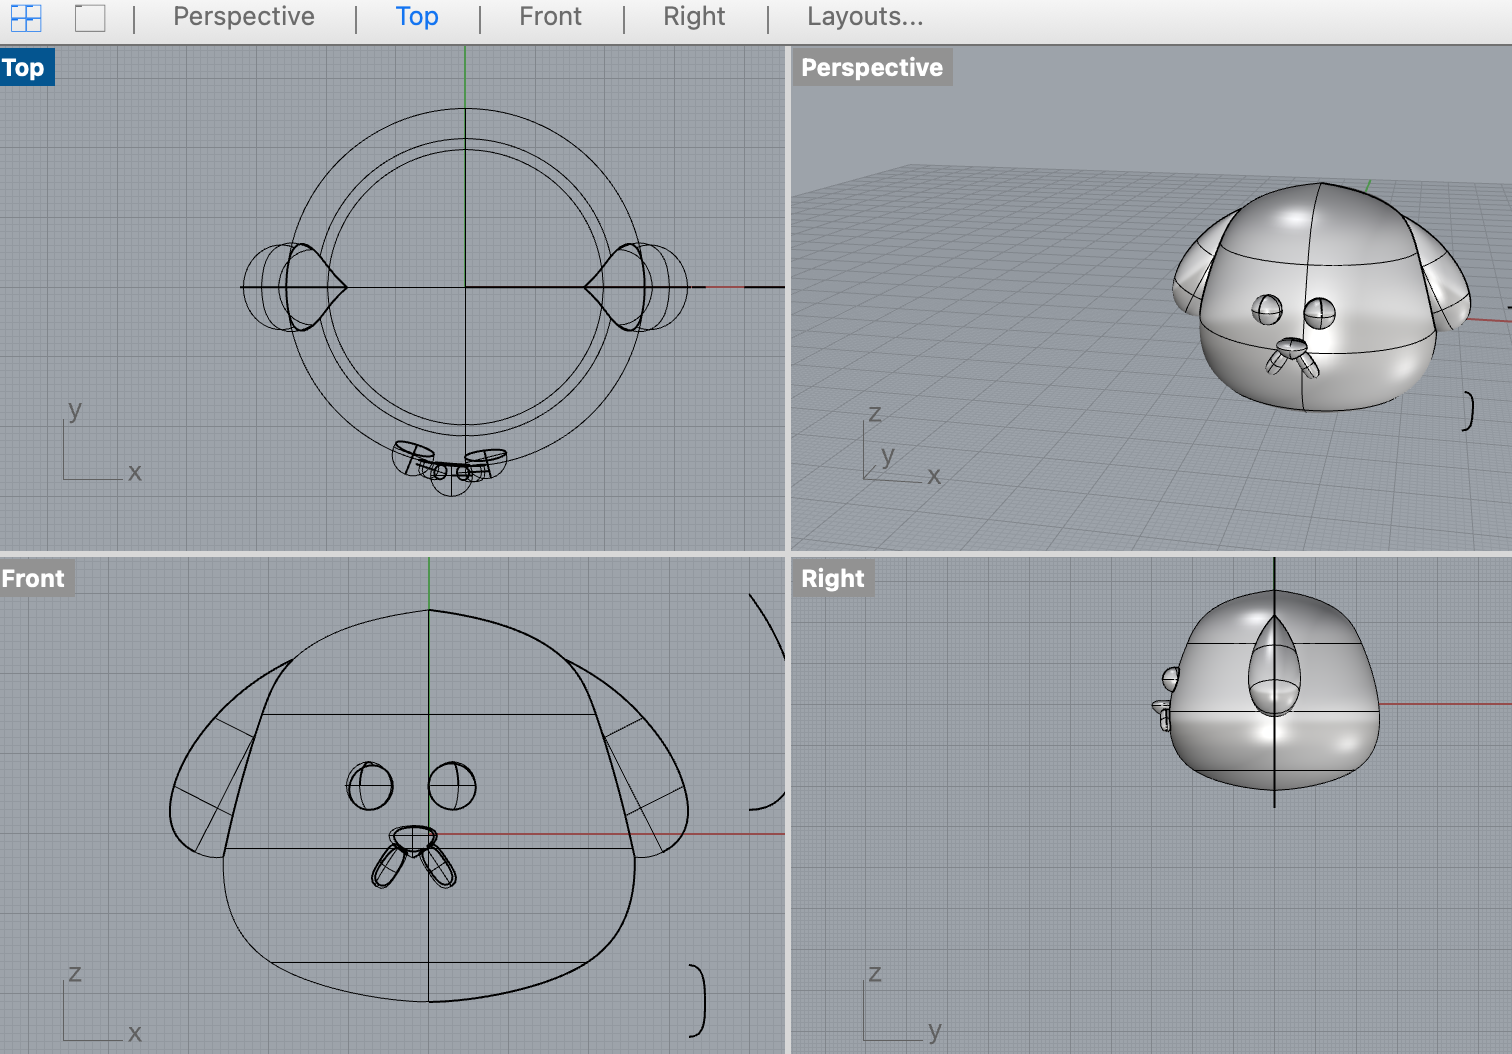 Perspective | Top | Front | Right | Layouts...
Top
Perspective
y
x
z
y
x
Front
Right
z
x
z
y